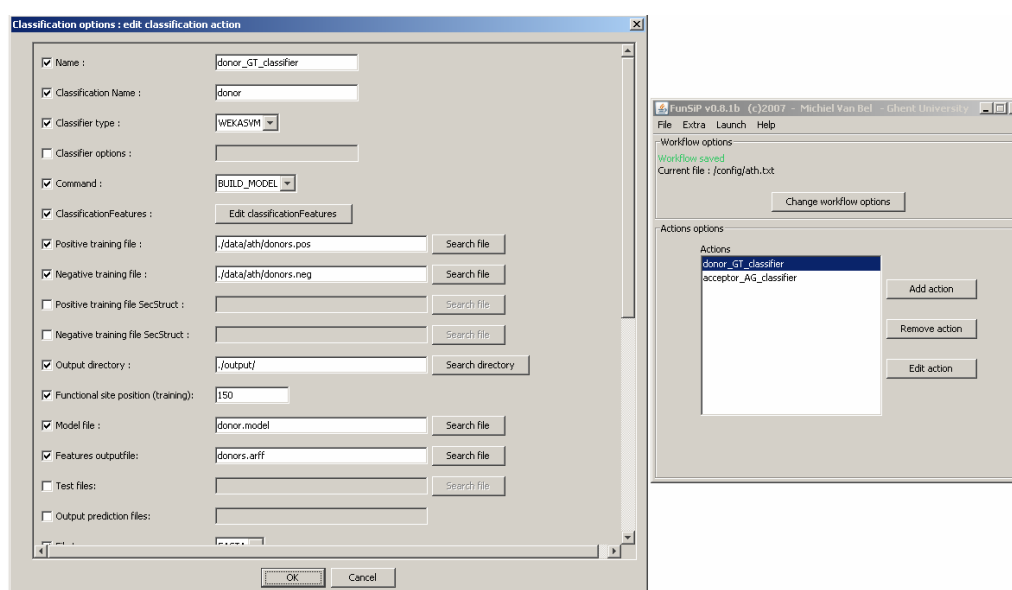 Classification options : edit classification action
Name : donor_GT_classifier
Classification Name : donor
Classifier type : WEKASVM
Classifier options :
Command : BUILD_MODEL
ClassificationFeatures : Edit classificationFeatures
Positive training file : ./data/ath/donors.pos Search file
Negative training file : ./data/ath/donors.neg Search file
Positive training file SecStruct : Search file
Negative training file SecStruct : Search file
Output directory : ./output/ Search directory
Functional site position (training): 150
Model file : donor.model Search file
Features outputfile: donors.arff Search file
Test files: Search file
Output prediction files:
OK Cancel
FunSiP v0.8.1b (c)2007 - Michiel Van Bel - Ghent University
File Extra Launch Help
Workflow options
Workflow saved
Current file : /config/ath.txt
Change workflow options
Actions options
Actions
donor_GT_classifier
acceptor_AG_classifier
Add action
Remove action
Edit action